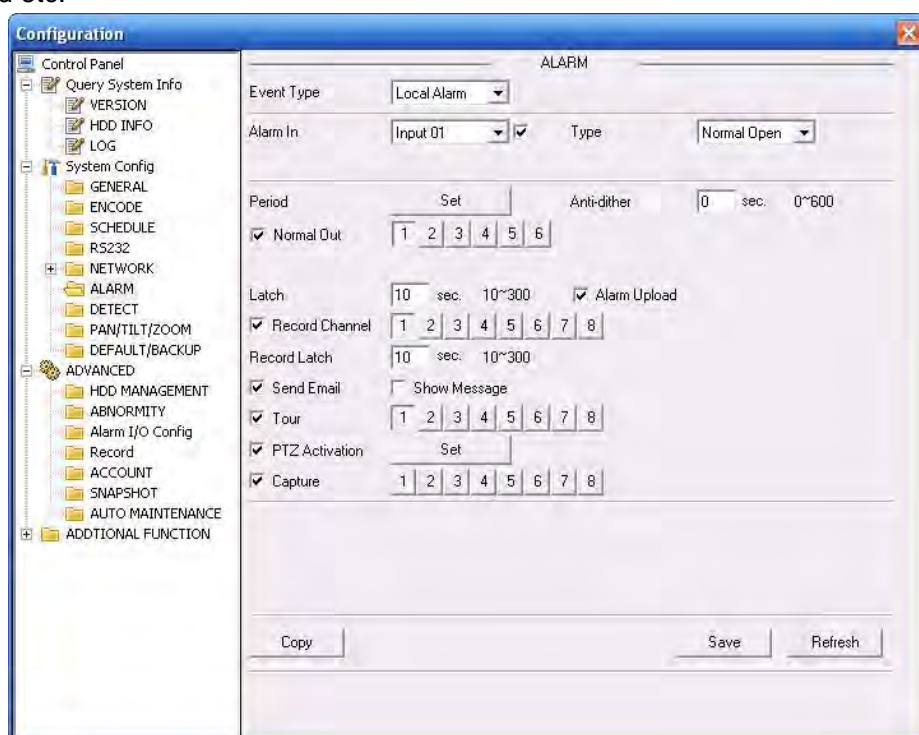 Configuration
Control Panel
Query System Info
VERSION
HDD INFO
LOG
System Config
GENERAL
ENCODE
SCHEDULE
RS232
NETWORK
ALARM
DETECT
PAN/TILT/ZOOM
DEFAULT/BACKUP
ADVANCED
HDD MANAGEMENT
ABNORMITY
Alarm I/O Config
Record
ACCOUNT
SNAPSHOT
AUTO MAINTENANCE
ADDTIONAL FUNCTION
ALARM
Event Type Local Alarm
Alarm In Input 01 Type Normal Open
Period Set Anti-dither 0 sec. 0~600
Normal Out 1 2 3 4 5 6
Latch 10 sec. 10~300 Alarm Upload
Record Channel 1 2 3 4 5 6 7 8
Record Latch 10 sec. 10~300
Send Email Show Message
Tour 1 2 3 4 5 6 7 8
PTZ Activation Set
Capture 1 2 3 4 5 6 7 8
Copy Save Refresh